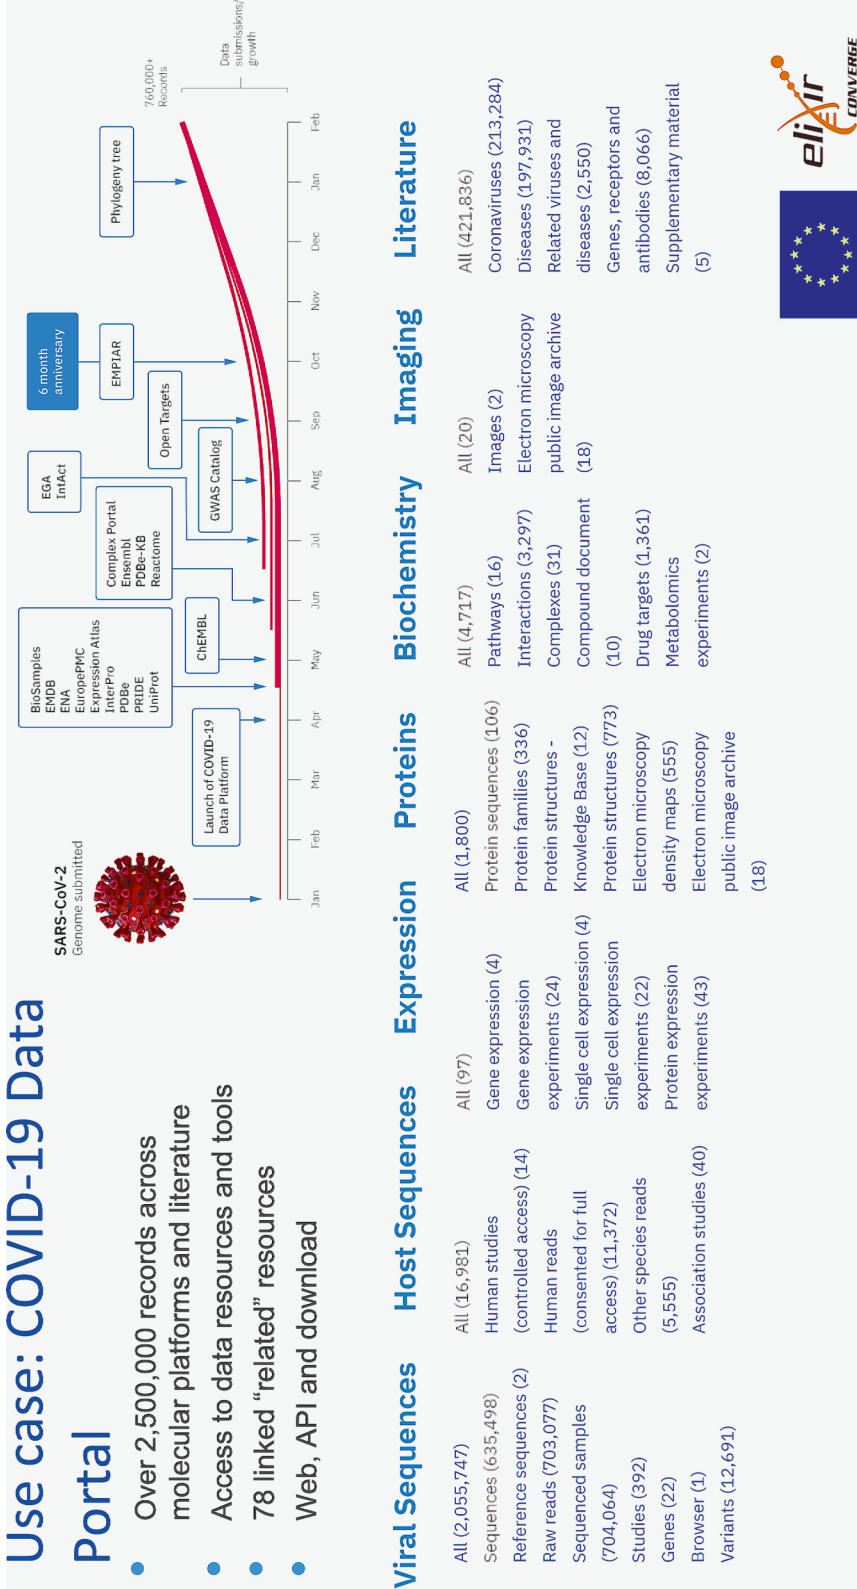 Use case: COVID-19 Data
Portal
Over 2,500,000 records across
molecular platforms and literature
Access to data resources and tools
78 linked “related” resources
Web, API and download
SARS-CoV-2
Genome submitted
Launch of COVID-19
Data Platform
BioSamples
EMDB
ENA
EuropePMC
Expression Atlas
InterPro
PDBe
PRIDE
UniProt
ChEMBL
Complex Portal
Ensembl
PDBe-KB
Reactome
EGA
IntAct
GWAS Catalog
Open Targets
6 month
anniversary
EMPIAR
Phylogeny tree
760,000+
Records
Data
submissions/
growth
Jan
Feb
Mar
Apr
May
Jun
Jul
Aug
Sep
Oct
Nov
Dec
Jan
Feb
Viral Sequences
All (2,055,747)
Sequences (635,498)
Reference sequences (2)
Raw reads (703,077)
Sequenced samples
(704,064)
Studies (392)
Genes (22)
Browser (1)
Variants (12,691)
Host Sequences
All (16,981)
Human studies
(controlled access) (14)
Human reads
(consented for full
access) (11,372)
Other species reads
(5,555)
Association studies (40)
Expression
All (97)
Gene expression (4)
Gene expression
experiments (24)
Single cell expression (4)
Single cell expression
experiments (22)
Protein expression
experiments (43)
Proteins
All (1,800)
Protein sequences (106)
Protein families (336)
Protein structures -
Knowledge Base (12)
Protein structures (773)
Electron microscopy
density maps (555)
Electron microscopy
public image archive
(18)
Biochemistry
All (4,717)
Pathways (16)
Interactions (3,297)
Complexes (31)
Compound document
(10)
Drug targets (1,361)
Metabolomics
experiments (2)
Imaging
All (20)
Images (2)
Electron microscopy
public image archive
(18)
Literature
All (421,836)
Coronaviruses (213,284)
Diseases (197,931)
Related viruses and
diseases (2,550)
Genes, receptors and
antibodies (8,066)
Supplementary material
(5)
elixir
CONVERGE